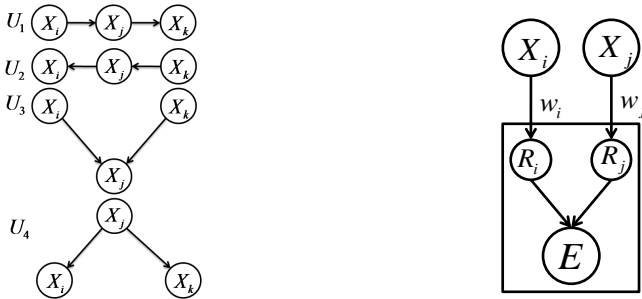 U₁ Xᵢ Xⱼ Xₖ
U₂ Xᵢ Xⱼ Xₖ
U₃ Xᵢ Xₖ
Xⱼ
Xⱼ
U₄
Xᵢ Xₖ
Xᵢ Xⱼ
wᵢ wⱼ
Rᵢ Rⱼ
E